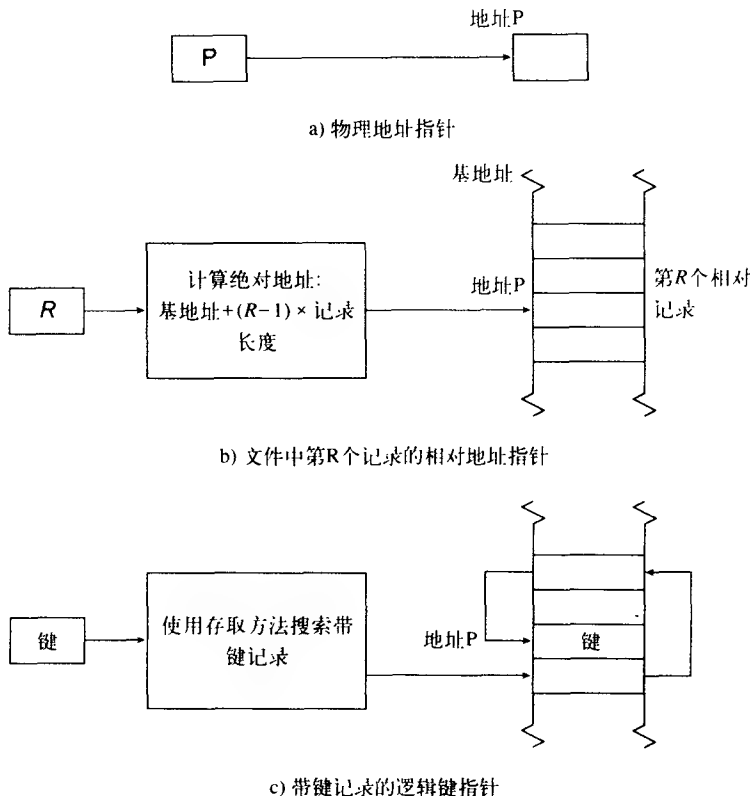 地址P
P
a) 物理地址指针
基地址
计算绝对地址:
基地址+(R-1) × 记录
长度
R
地址P
第R个相对
记录
b) 文件中第R个记录的相对地址指针
键
使用存取方法搜索带
键记录
地址P
键
c) 带键记录的逻辑键指针